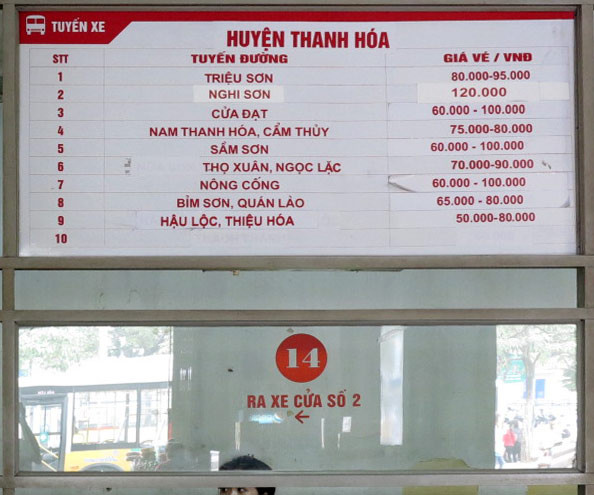 TUYẾN XE
HUYỆN THANH HÓA
STT TUYẾN ĐƯỜNG GIÁ VÉ / VNĐ
1 TRIỆU SƠN 80.000-95.000
2 NGHI SƠN 120.000
3 CỬA ĐẠT 60.000 - 100.000
4 NAM THANH HÓA, CẨM THỦY 75.000-80.000
5 SẦM SƠN 60.000 - 100.000
6 THỌ XUÂN, NGỌC LẶC 70.000-90.000
7 NÔNG CỐNG 60.000 - 100.000
8 BỈM SƠN, QUÁN LÀO 65.000 - 80.000
9 HẬU LỘC, THIỆU HÓA 50.000-80.000
10
14
RA XE CỬA SỐ 2
←